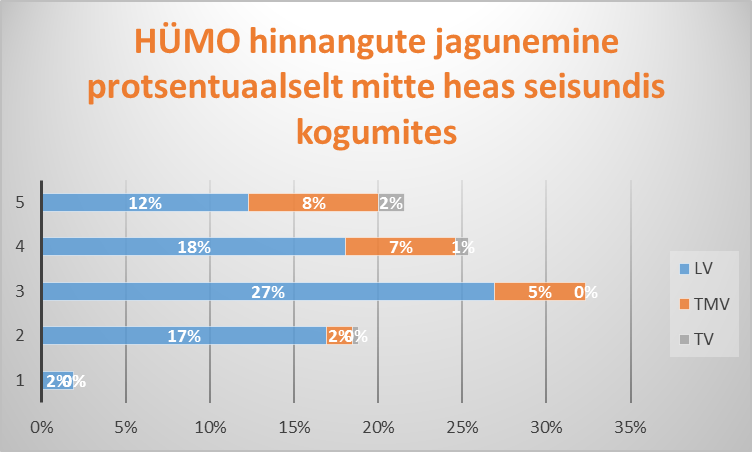 HÜMO hinnangute jagunemine
protsentuaalselt mitte heas seisundis
kogumites
5 12% 8% 2%
4 18% 7% 1%
3 27% 5% 0%
2 17% 2% 0%
1 2% 0%
0% 5% 10% 15% 20% 25% 30% 35%
LV
TMV
TV